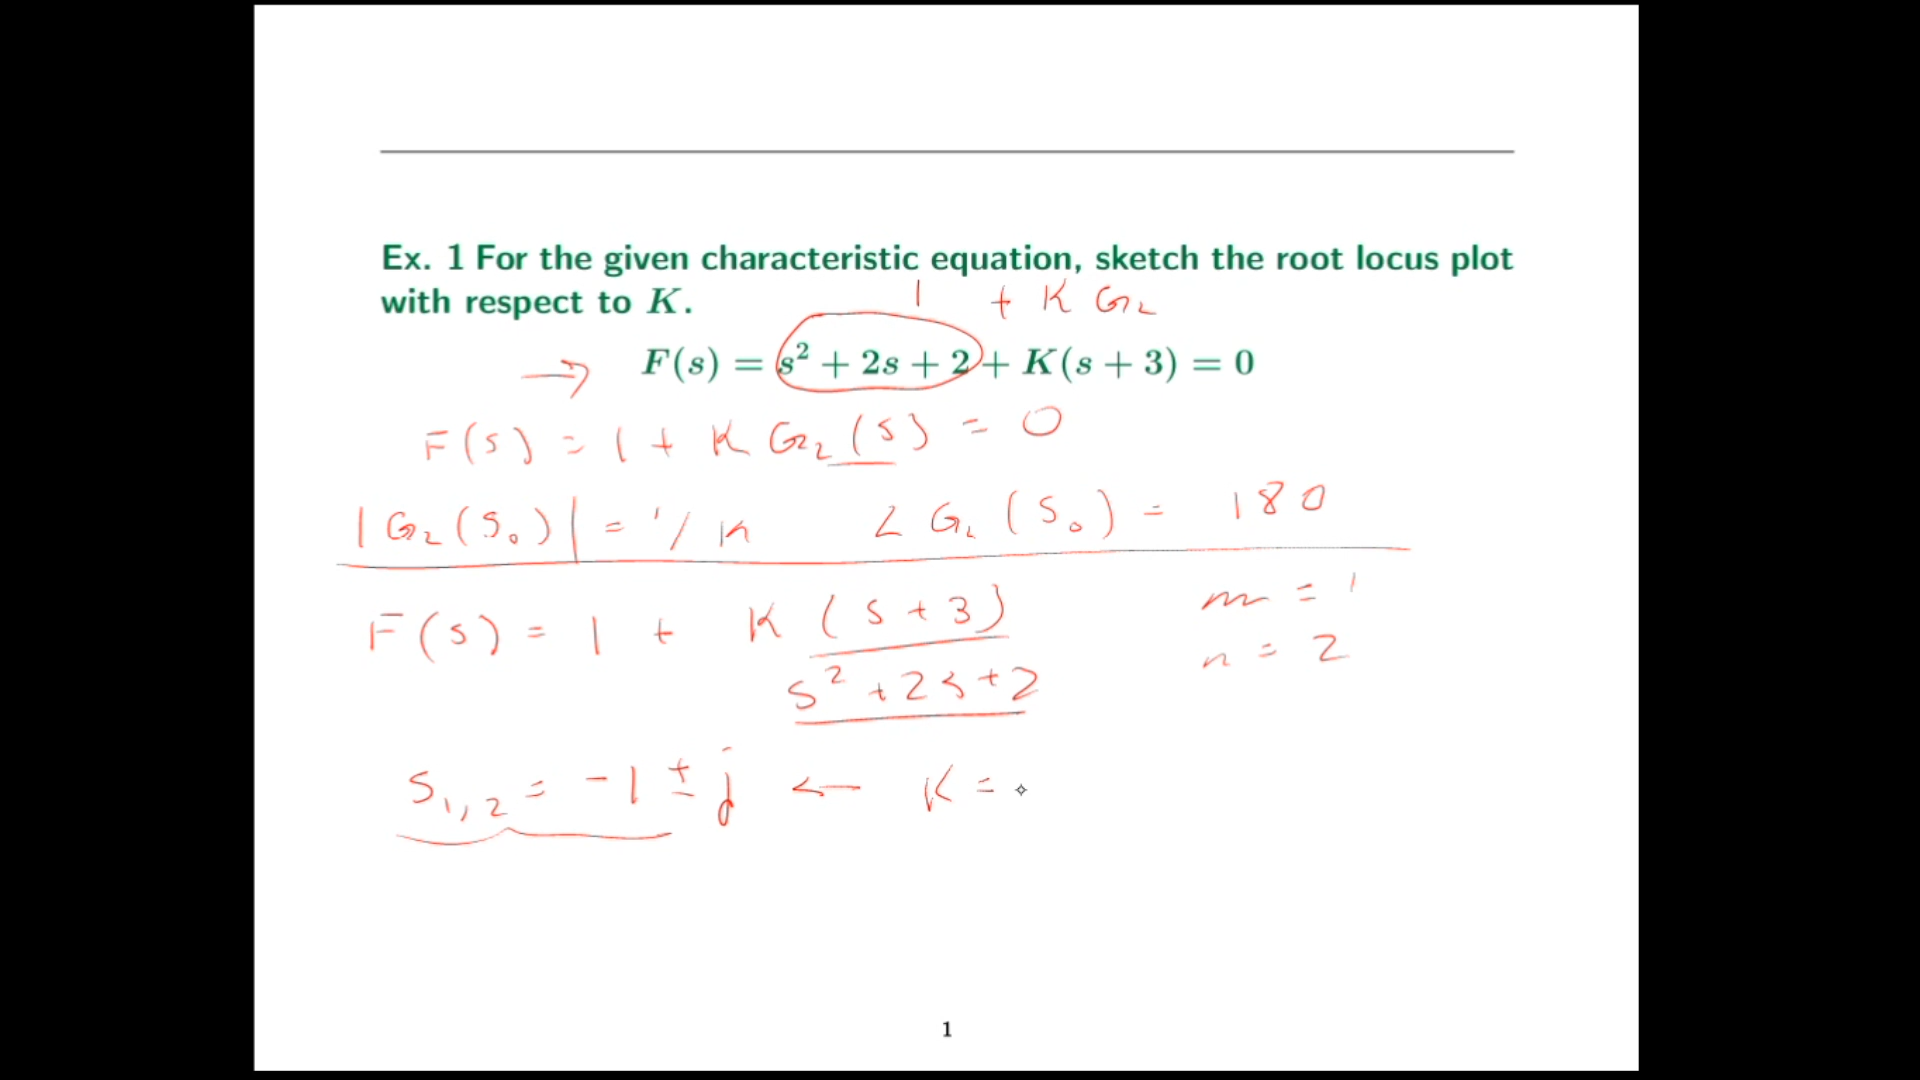 Ex. 1 For the given characteristic equation, sketch the root locus plot
with respect to K.
1 + K G₂
→ F(s) = s² + 2s + 2 + K(s + 3) = 0
F(s) = 1 + K G₂(s) = 0
|G₂(s₀)| = 1/K ∠ G₂(s₀) = 180
F(s) = 1 + K (s+3) / s² + 2s + 2
m = 1
n = 2
s₁,₂ = -1 ± j ← K =
1